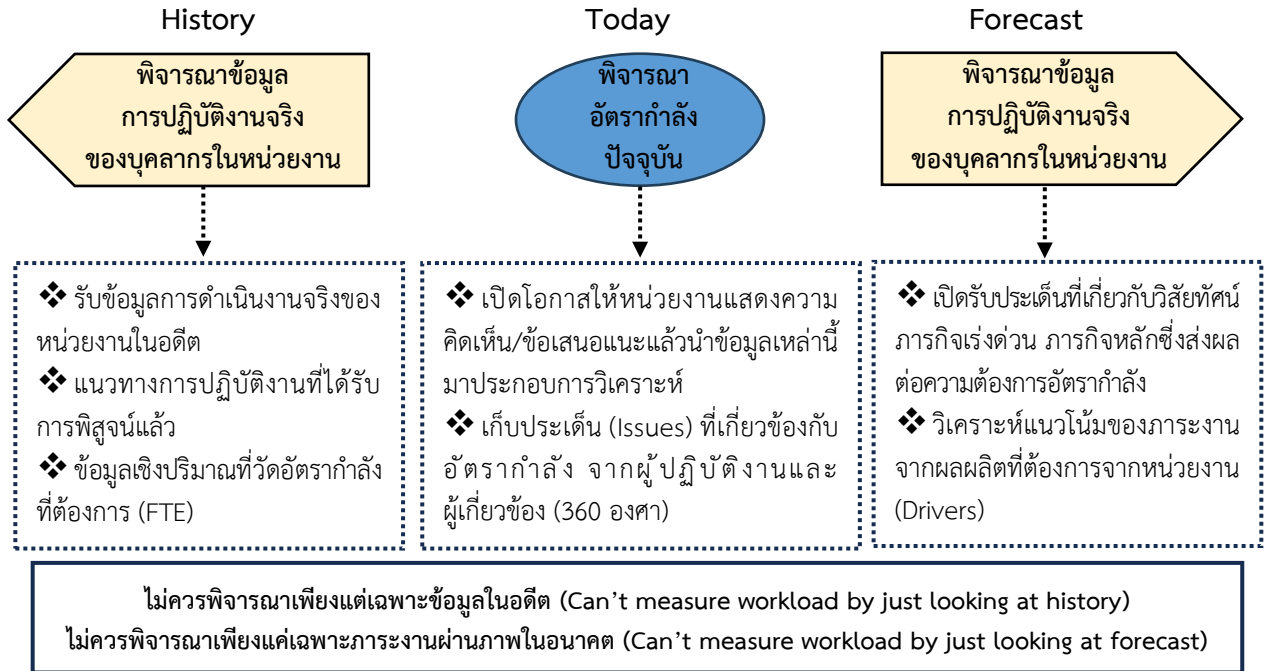 History
Today
Forecast
พิจารณาข้อมูล
การปฏิบัติงานจริง
ของบุคลากรในหน่วยงาน
พิจารณา
อัตรากำลัง
ปัจจุบัน
พิจารณาข้อมูล
การปฏิบัติงานจริง
ของบุคลากรในหน่วยงาน
❖ รับข้อมูลการดำเนินงานจริงของ
หน่วยงานในอดีต
❖ แนวทางการปฏิบัติงานที่ได้รับ
การพิสูจน์แล้ว
❖ ข้อมูลเชิงปริมาณที่วัดอัตรากำลัง
ที่ต้องการ (FTE)
❖ เปิดโอกาสให้หน่วยงานแสดงความ
คิดเห็น/ข้อเสนอแนะแล้วนำข้อมูลเหล่านี้
มาประกอบการวิเคราะห์
❖ เก็บประเด็น (Issues) ที่เกี่ยวข้องกับ
อัตรากำลัง จากผู้ปฏิบัติงานและ
ผู้เกี่ยวข้อง (360 องศา)
❖ เปิดรับประเด็นที่เกี่ยวกับวิสัยทัศน์
ภารกิจเร่งด่วน ภารกิจหลักซึ่งส่งผล
ต่อความต้องการอัตรากำลัง
❖ วิเคราะห์แนวโน้มของภาระงาน
จากผลผลิตที่ต้องการจากหน่วยงาน
(Drivers)
ไม่ควรพิจารณาเพียงแต่เฉพาะข้อมูลในอดีต (Can't measure workload by just looking at history)
ไม่ควรพิจารณาเพียงแค่เฉพาะภาระงานผ่านภาพในอนาคต (Can't measure workload by just looking at forecast)